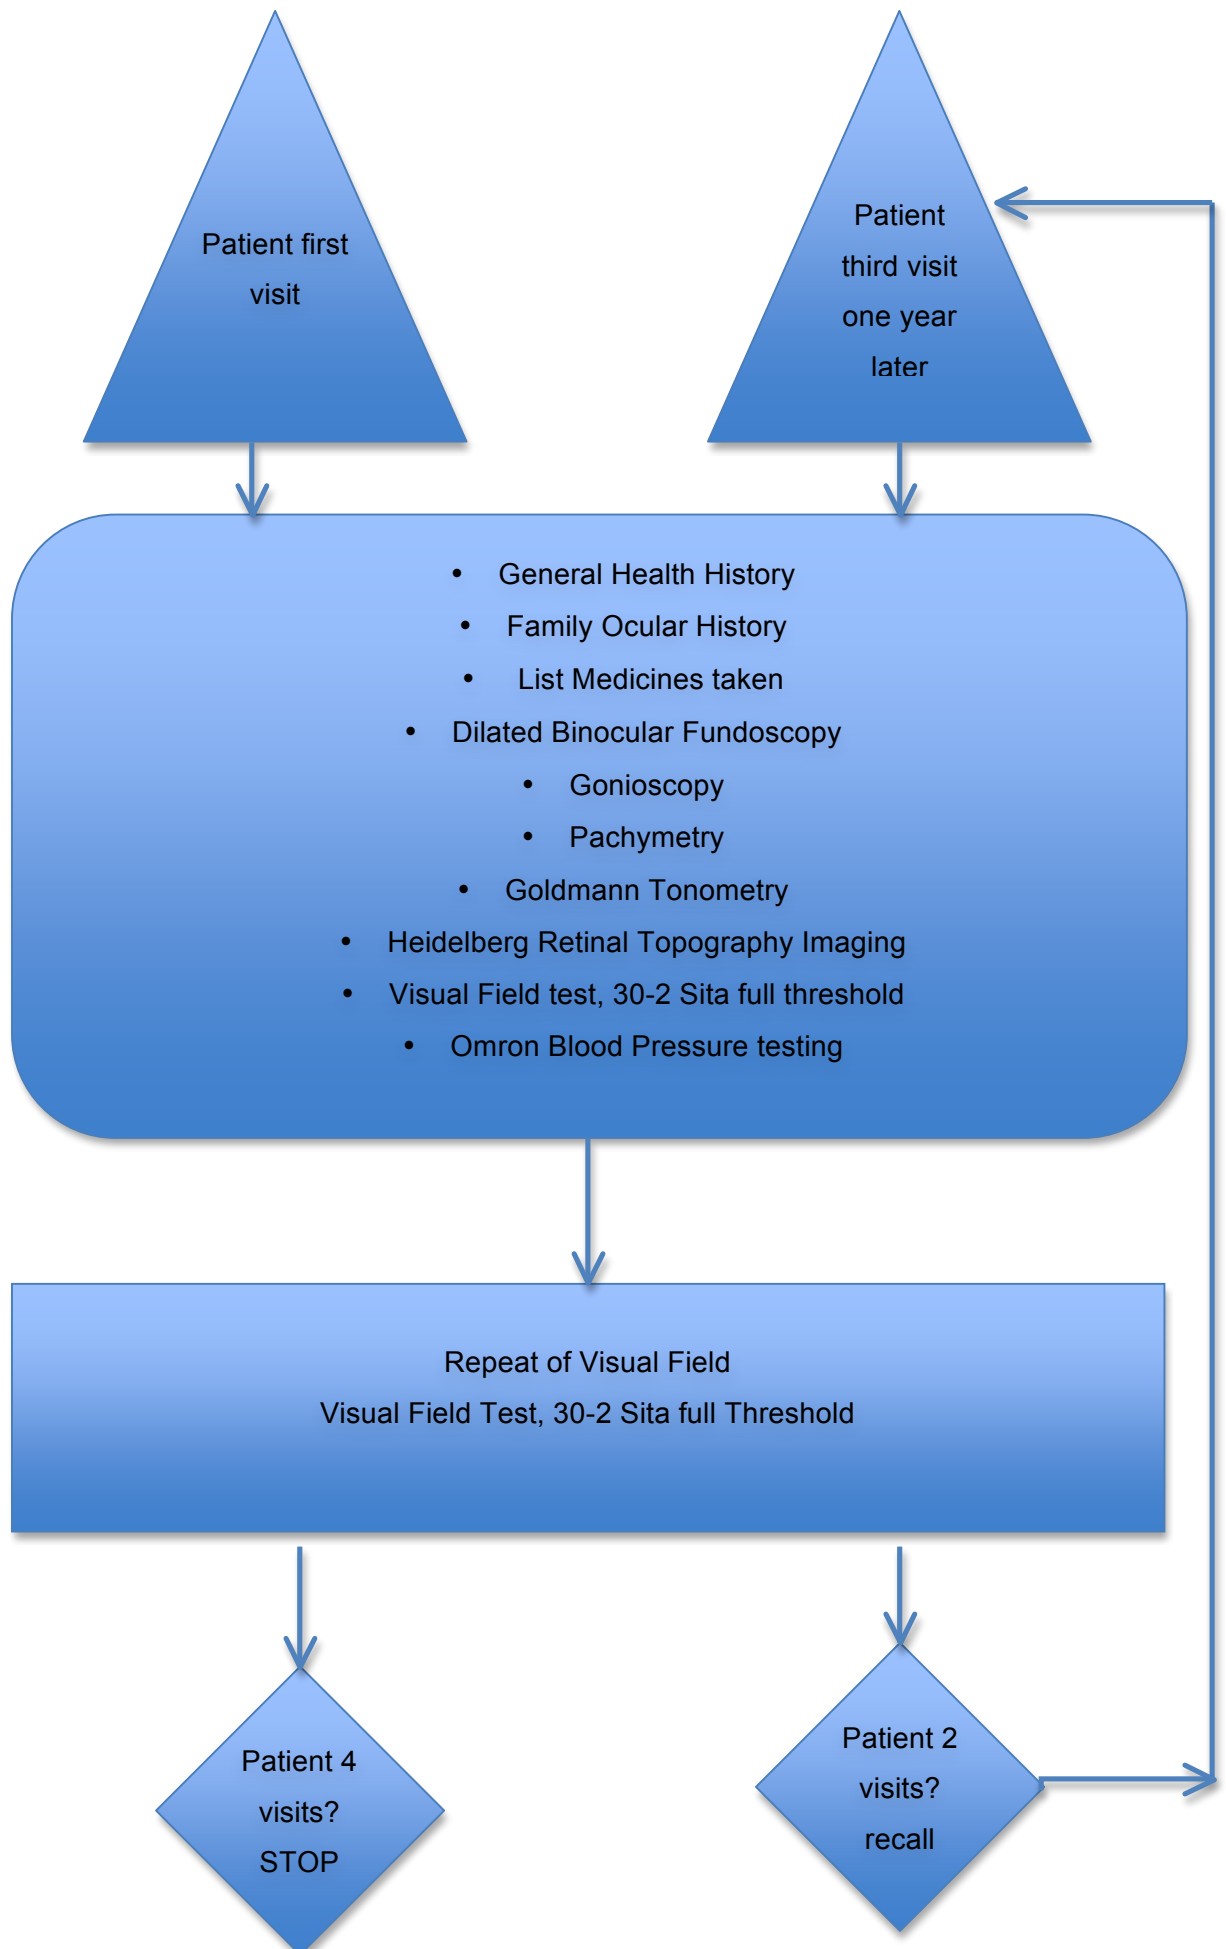 Patient first
visit
Patient
third visit
one year
later
• General Health History
• Family Ocular History
• List Medicines taken
• Dilated Binocular Fundoscopy
• Gonioscopy
• Pachymetry
• Goldmann Tonometry
• Heidelberg Retinal Topography Imaging
• Visual Field test, 30-2 Sita full threshold
• Omron Blood Pressure testing
Repeat of Visual Field
Visual Field Test, 30-2 Sita full Threshold
Patient 4
visits?
STOP
Patient 2
visits?
recall